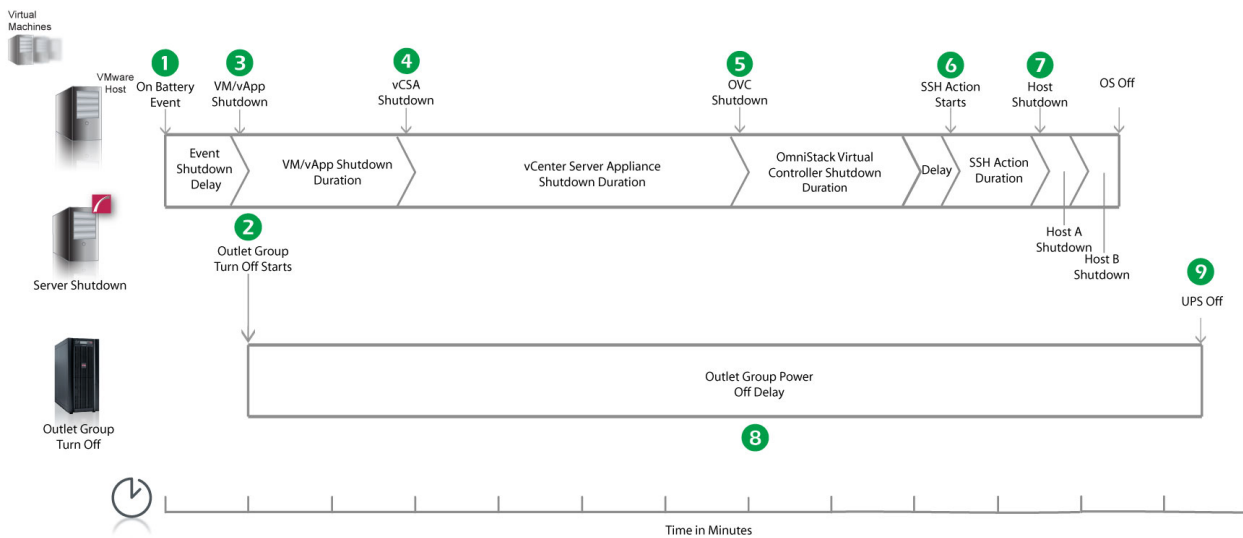 Virtual
Machines
VMware
Host
1
On Battery
Event
3
VM/vApp
Shutdown
4
vCSA
Shutdown
5
OVC
Shutdown
6
SSH Action
Starts
7
Host
Shutdown
OS Off
Event
Shutdown
Delay
VM/vApp Shutdown
Duration
vCenter Server Appliance
Shutdown Duration
OmniStack Virtual
Controller Shutdown
Duration
Delay
SSH Action
Duration
Host A
Shutdown
Host B
Shutdown
Server Shutdown
2
Outlet Group
Turn Off Starts
9
UPS Off
Outlet Group Power
Off Delay
8
Outlet Group
Turn Off
Time in Minutes